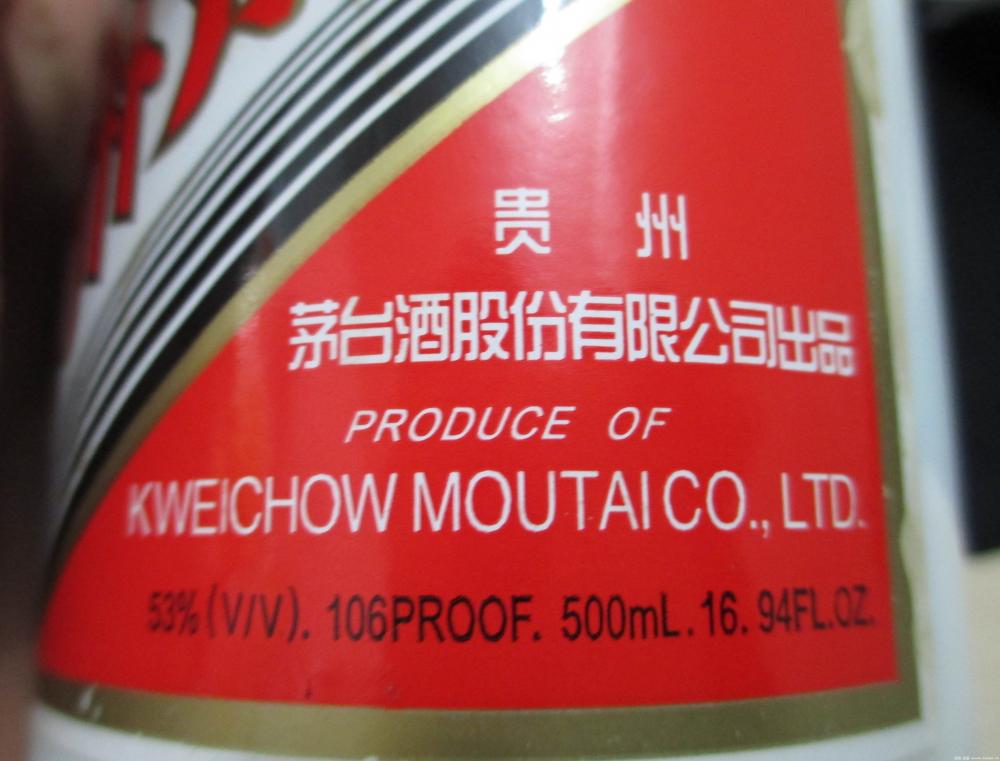 贵 州
茅台酒股份有限公司出品
PRODUCE OF
KWEICHOW MOUTAI CO., LTD.
53% (V/V). 106PROOF. 500mL. 16. 94FL.OZ.